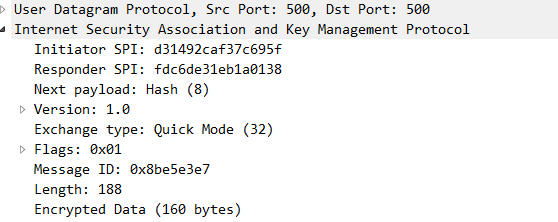 User Datagram Protocol, Src Port: 500, Dst Port: 500
Internet Security Association and Key Management Protocol
Initiator SPI: d31492caf37c695f
Responder SPI: fdc6de31eb1a0138
Next payload: Hash (8)
Version: 1.0
Exchange type: Quick Mode (32)
Flags: 0x01
Message ID: 0x8be5e3e7
Length: 188
Encrypted Data (160 bytes)